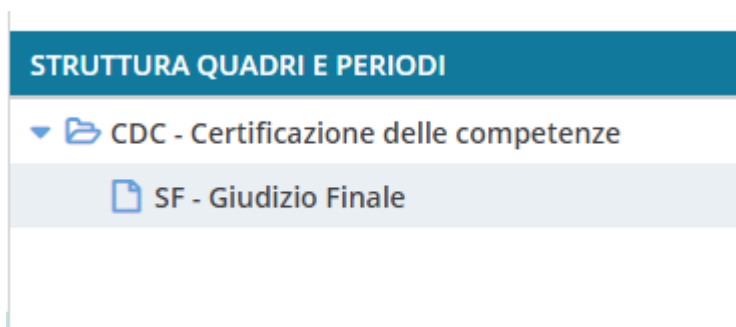 STRUTTURA QUADRI E PERIODI
CDC - Certificazione delle competenze
SF - Giudizio Finale